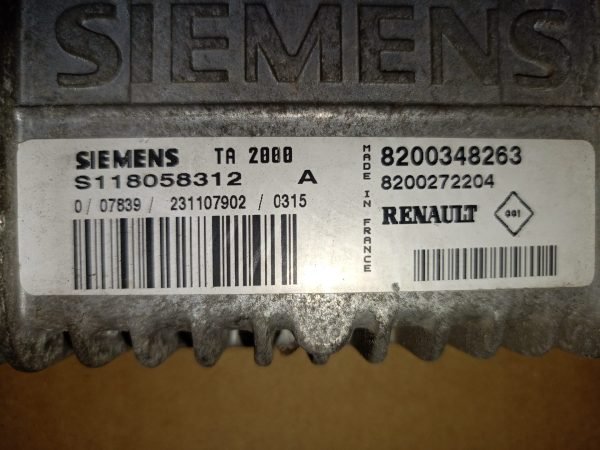 SIEMENS
SIEMENS TA 2000
S118058312 A
0 / 07839 / 231107902 / 0315
MADE IN FRANCE
8200348263
8200272204
RENAULT